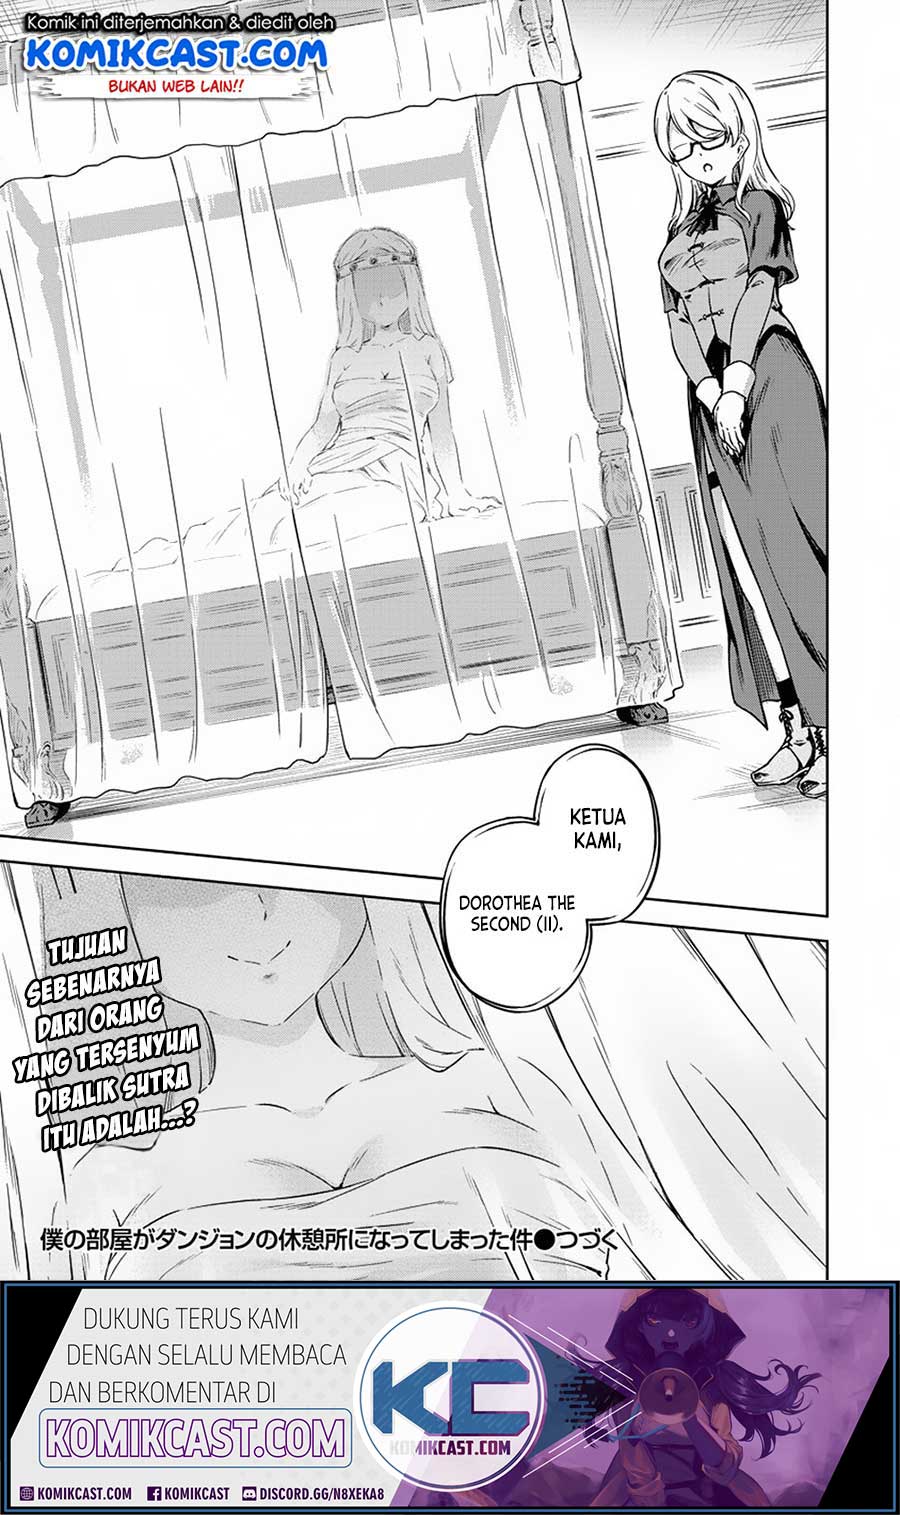 Komik ini diterjemahkan & diedit oleh
KOMIKCAST.COM
BUKAN WEB LAIN!!
KETUA
KAMI,
DOROTHEA THE
SECOND (II).
TUJUAN
SEBENARNYA
DARI ORANG
YANG TERSENYUM
DIBALIK SUTRA
ITU ADALAH...?
僕の部屋がダンジョンの休憩所になってしまった件●つづく
DUKUNG TERUS KAMI
DENGAN SELALU MEMBACA
DAN BERKOMENTAR DI
KOMIKCAST.COM
KC
KOMIKCAST.COM
KOMIKCAST.COM
KOMIKCAST
DISCORD.GG/N8XEKA8